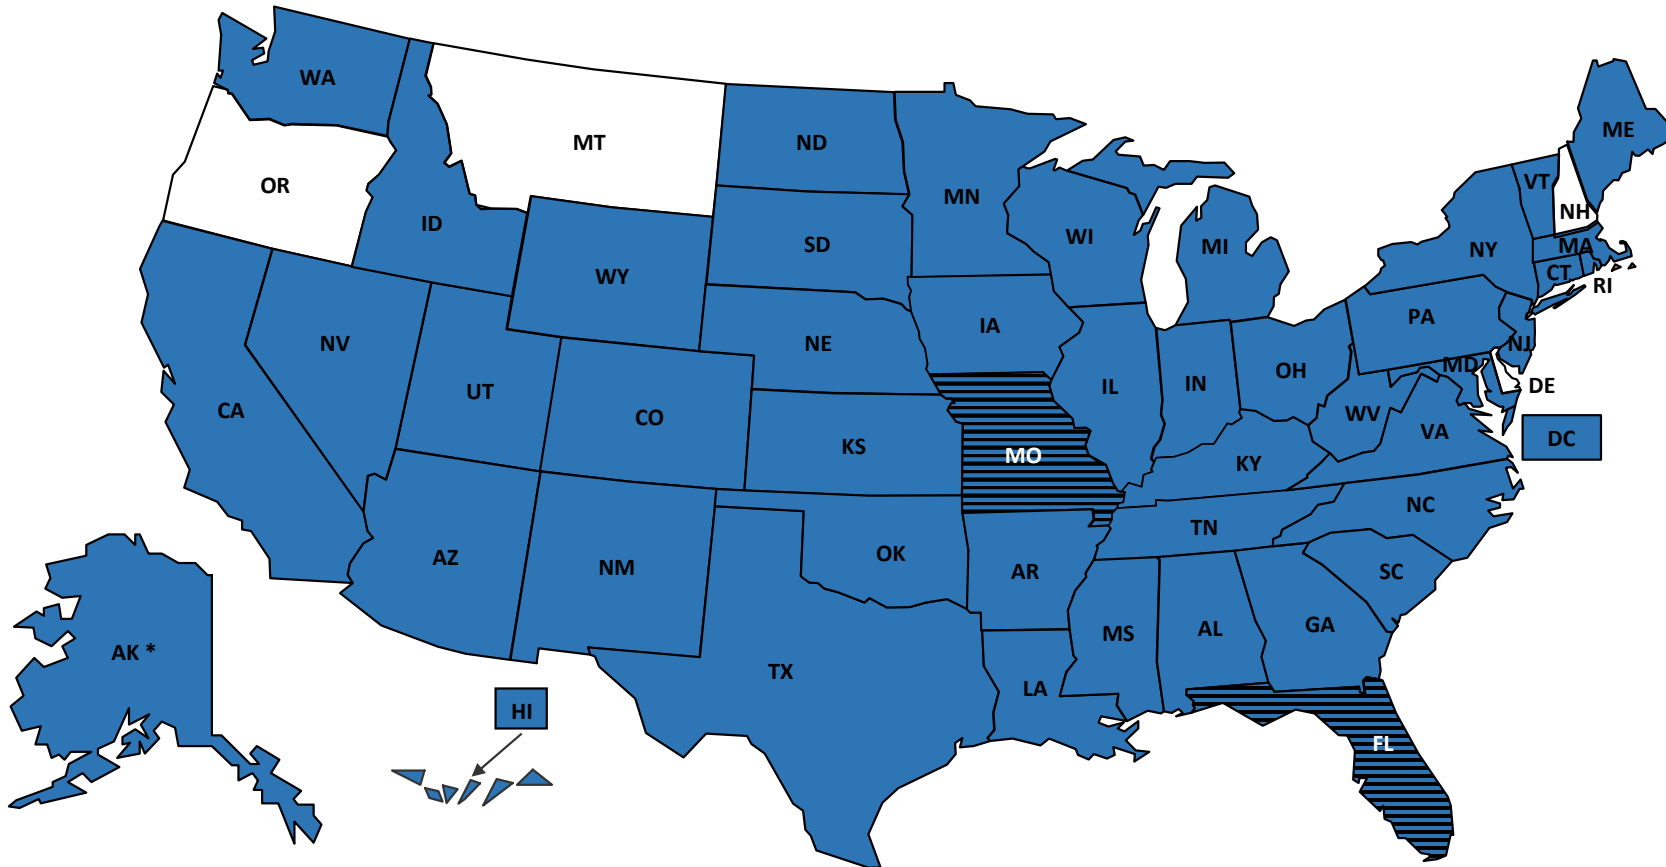 WA
MT
ND
ME
OR
MN
VT
ID
SD
WI
MI
NH
NY
MA
WY
CT
RI
IA
PA
NV
NE
NJ
OH
MD
UT
IL
IN
DE
CA
CO
WV
VA
DC
KS
MO
KY
NC
TN
AZ
NM
OK
AR
SC
MS
AL
GA
AK *
TX
LA
HI
FL